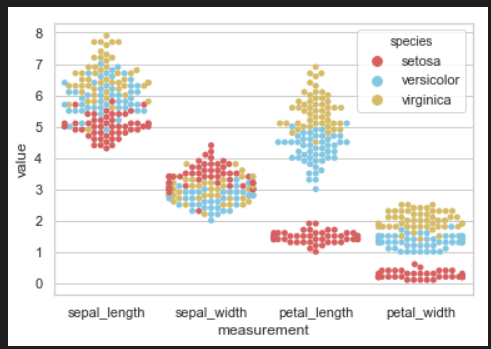 8
7
6
5
4
3
2
1
0
value
species
setosa
versicolor
virginica
sepal_length sepal_width petal_length petal_width
measurement